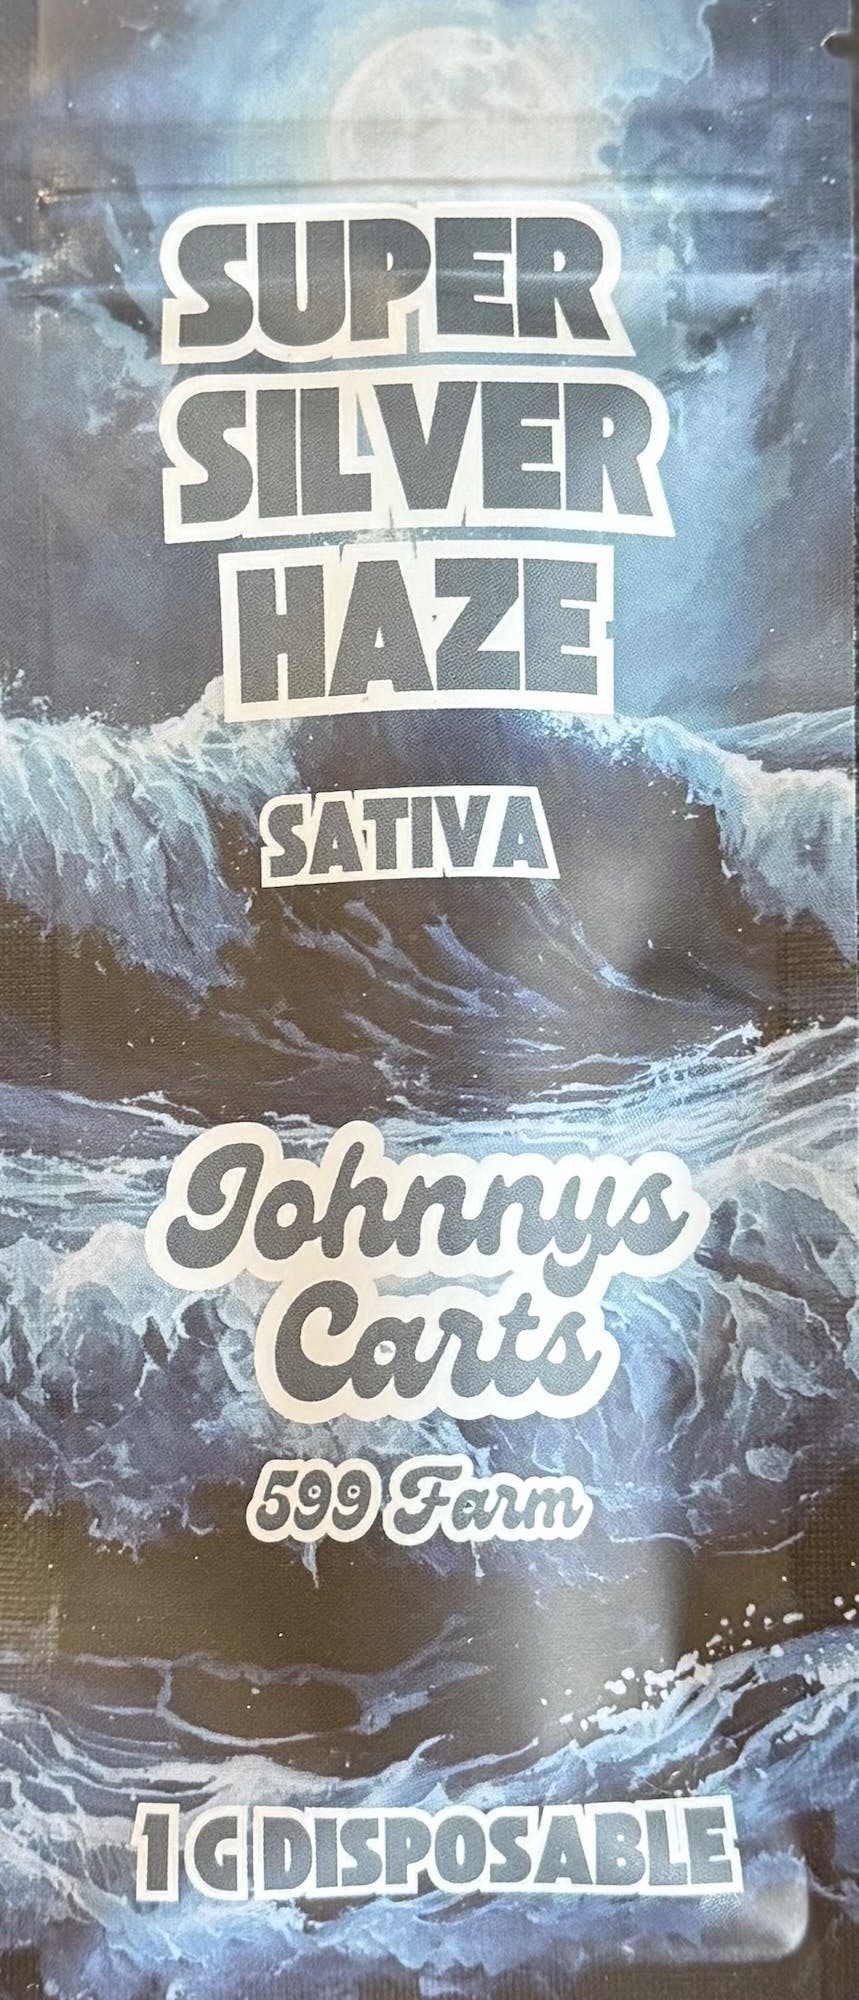 SUPER
SILVER
HAZE
SATIVA
Johnnys
Carts
599 Farm
1G DISPOSABLE